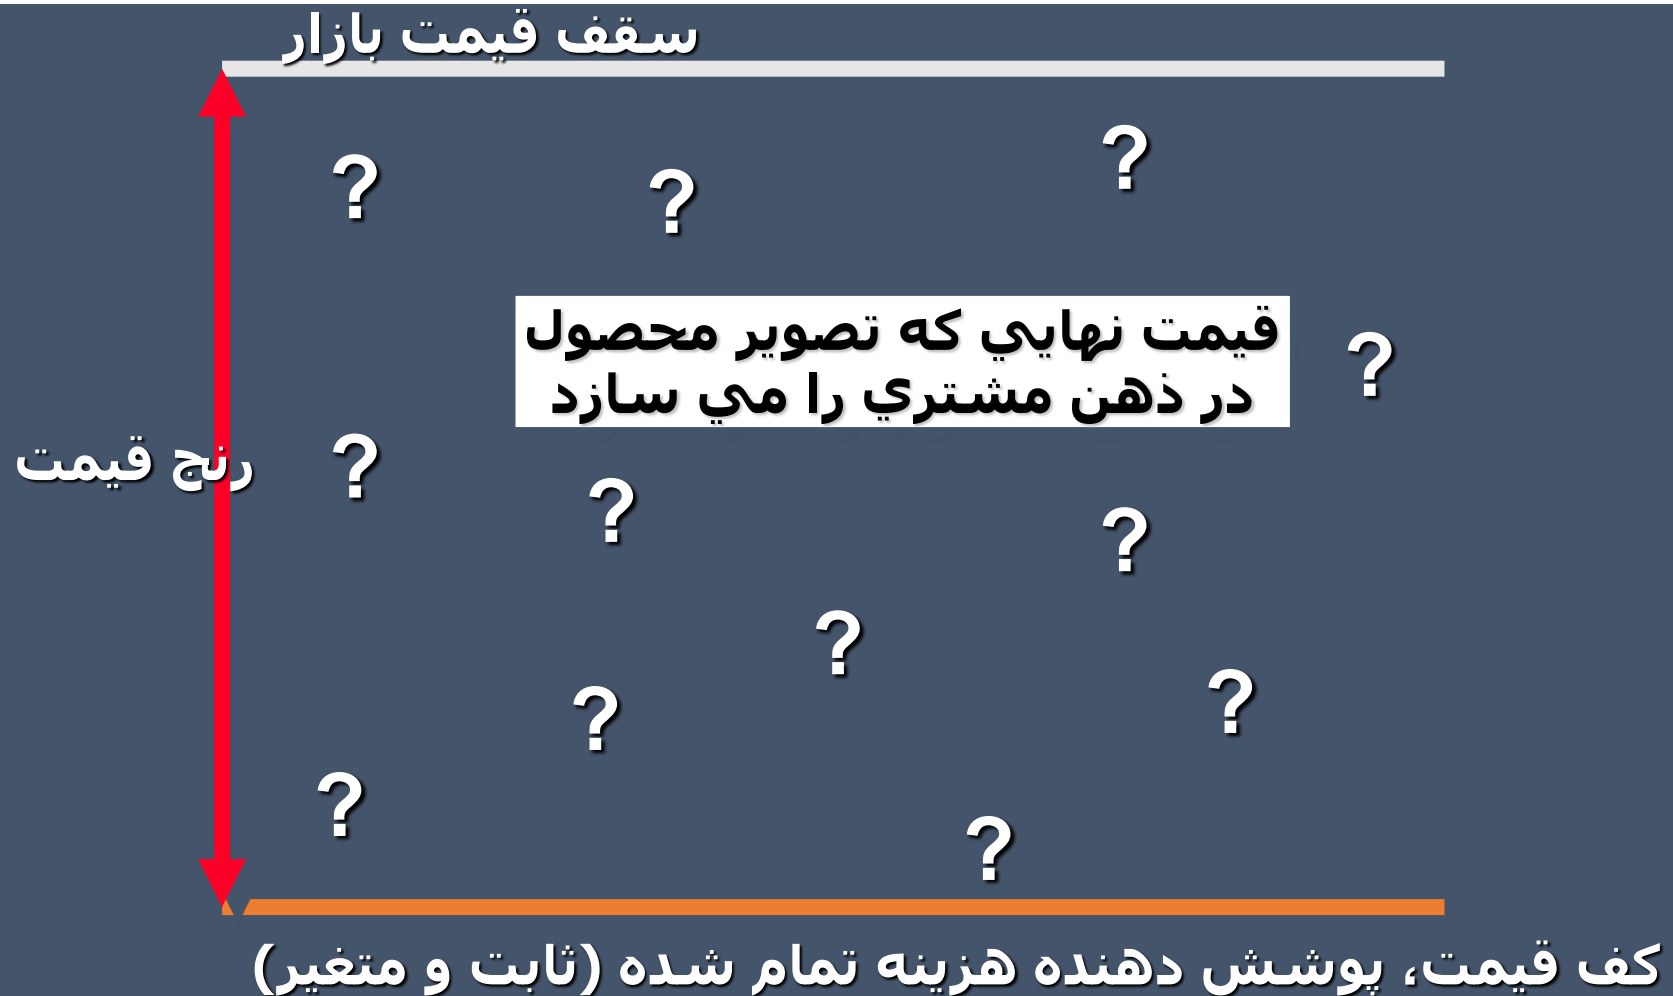 سقف قيمت بازار
?
?
?
قيمت نهايي که تصوير محصول
در ذهن مشتري را مي سازد
?
رنج قيمت
?
?
?
?
?
?
?
?
کف قيمت، پوشش دهنده هزينه تمام شده (ثابت و متغير)